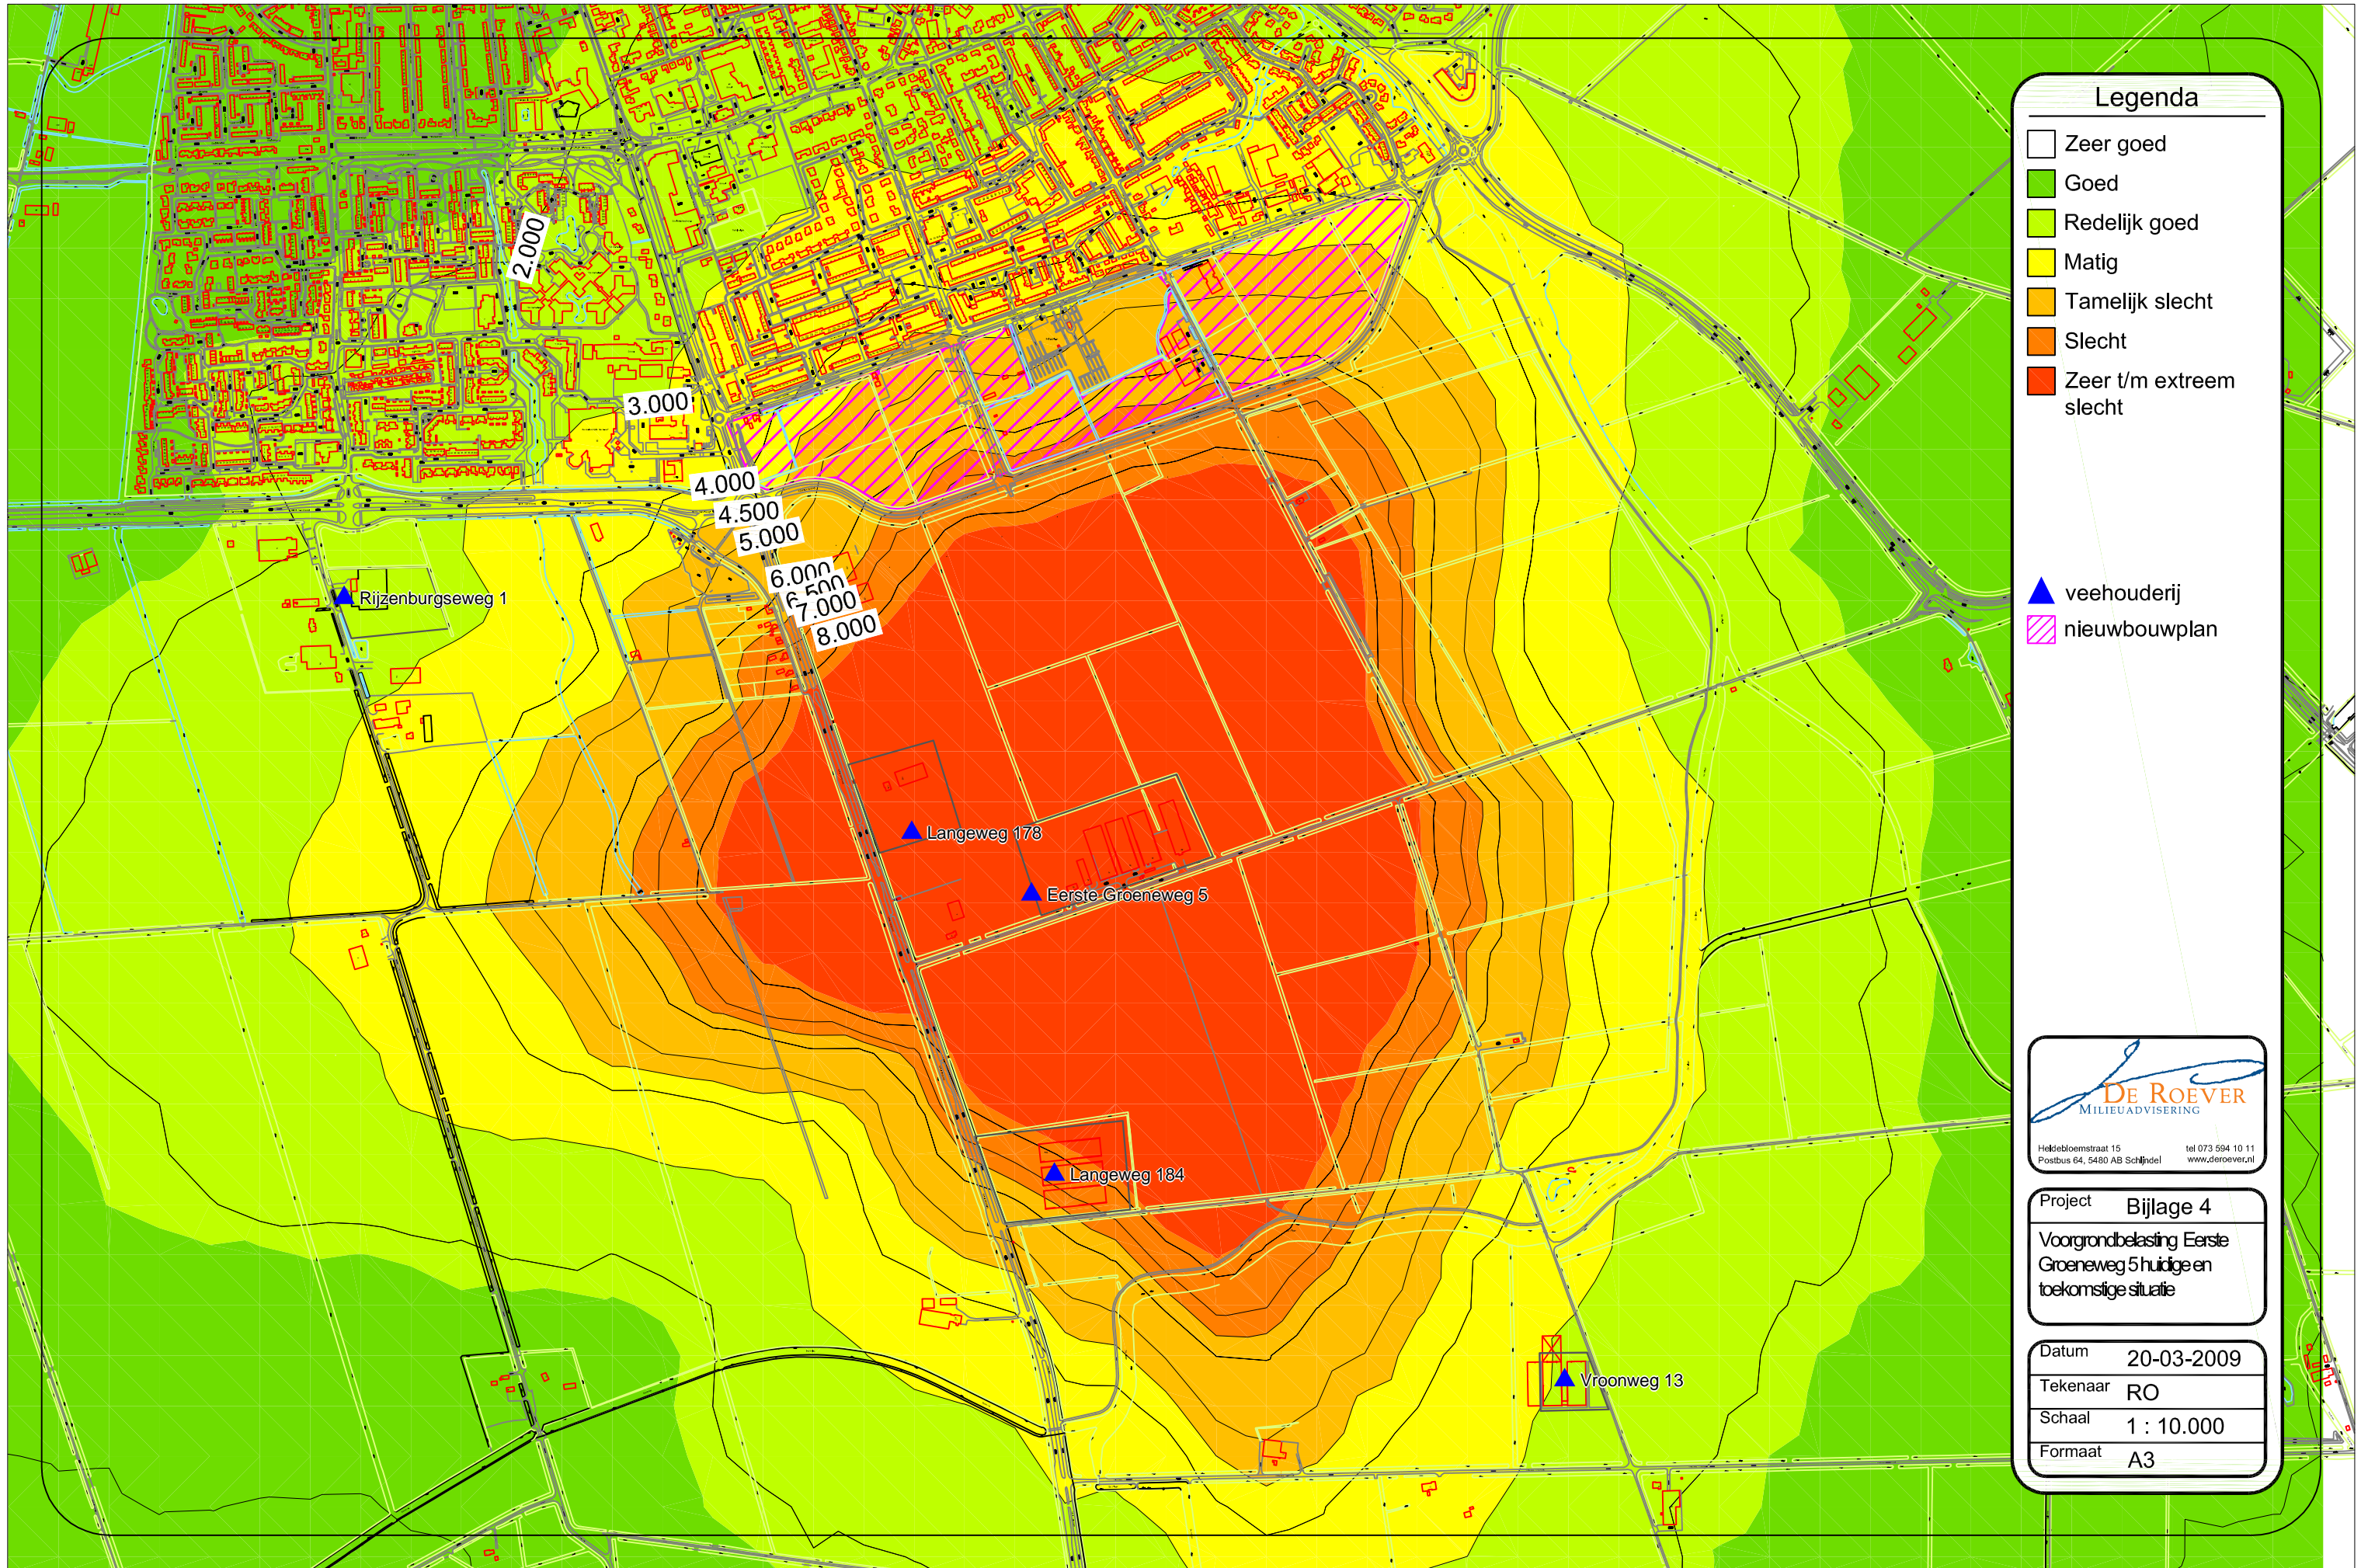 2.000
3.000
4.000
4.500
5.000
6.000
6.500
7.000
8.000
Rijzenburgseweg 1
Langeweg 178
Eerste Groeneweg 5
Langeweg 184
Vroonweg 13
Legenda
Zeer goed
Goed
Redelijk goed
Matig
Tamelijk slecht
Slecht
Zeer t/m extreem
slecht
veehouderij
nieuwbouwplan
DE ROEVER
MILIEUADVISERING
Heldebloemstraat 15 tel 073 594 10 11
Postbus 64, 5480 AB Schijndel www.deroever.nl
Project Bijlage 4
Voorgrondbelasting Eerste
Groeneweg 5 huidige en
toekomstige situatie
Datum 20-03-2009
Tekenaar RO
Schaal 1 : 10.000
Formaat A3